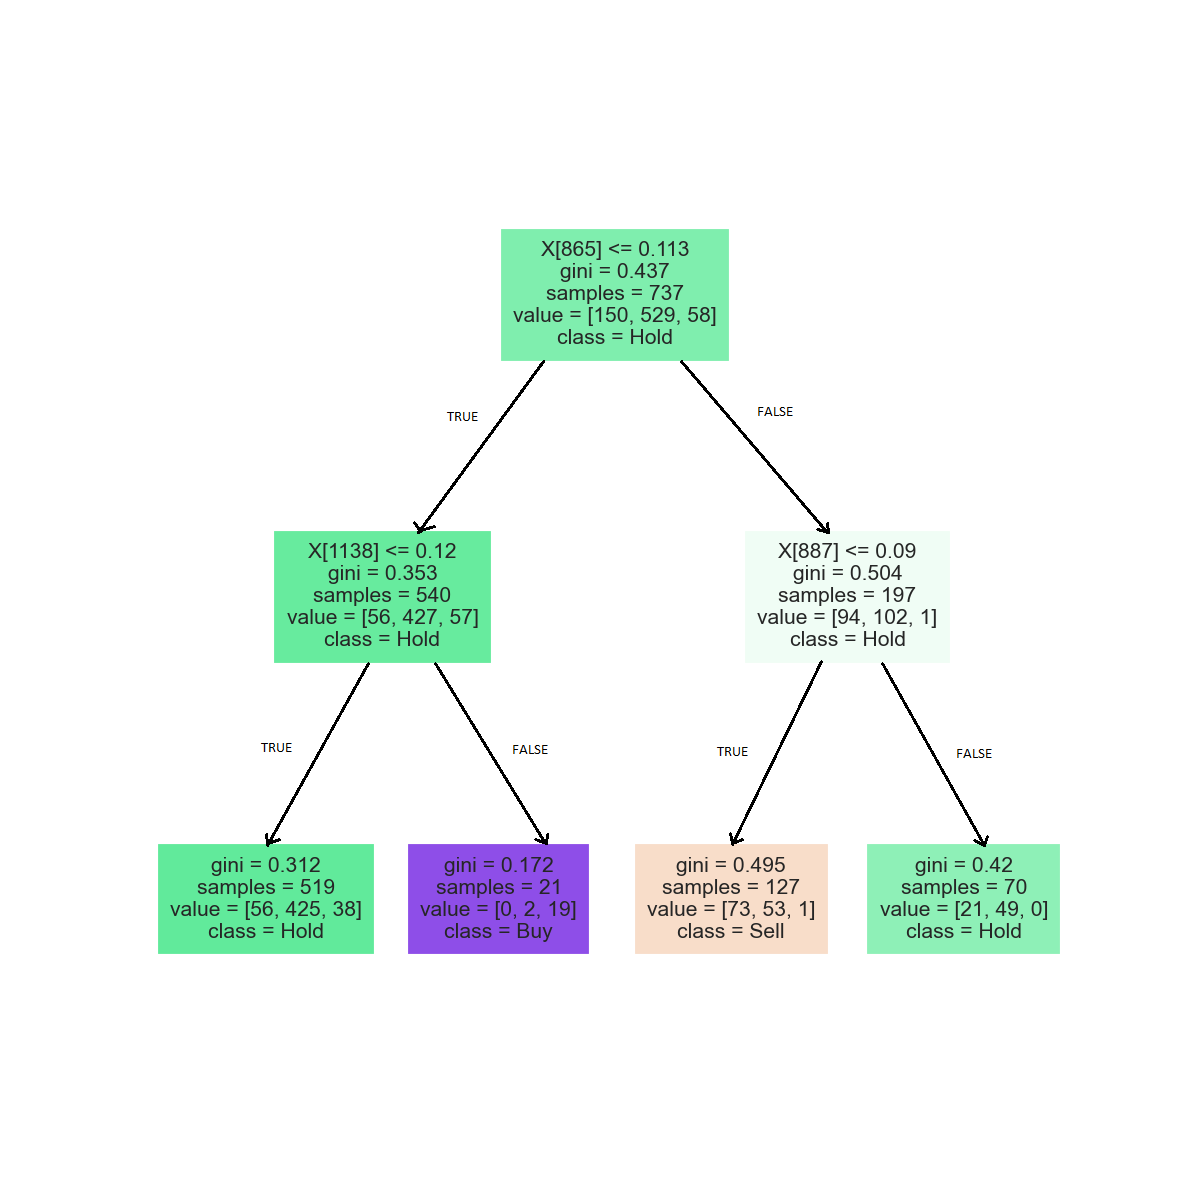 X[865] <= 0.113
gini = 0.437
samples = 737
value = [150, 529, 58]
class = Hold
TRUE
FALSE
X[1138] <= 0.12
gini = 0.353
samples = 540
value = [56, 427, 57]
class = Hold
X[887] <= 0.09
gini = 0.504
samples = 197
value = [94, 102, 1]
class = Hold
TRUE
FALSE
TRUE
FALSE
gini = 0.312
samples = 519
value = [56, 425, 38]
class = Hold
gini = 0.172
samples = 21
value = [0, 2, 19]
class = Buy
gini = 0.495
samples = 127
value = [73, 53, 1]
class = Sell
gini = 0.42
samples = 70
value = [21, 49, 0]
class = Hold